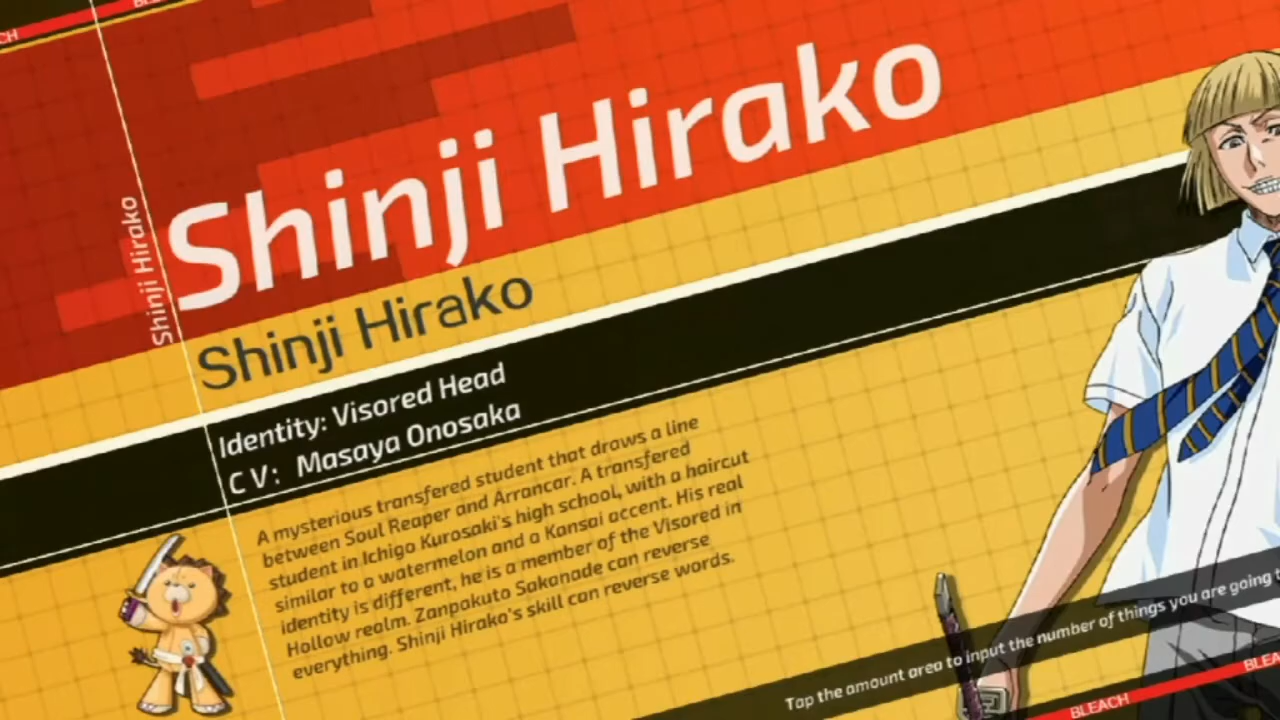 CH
Shinji Hirako
Shinji Hirako
Shinji Hirako
Identity: Visored Head
CV: Masaya Onosaka
A mysterious transfered student that draws a line
between Soul Reaper and Arrancar. A transfered
student in Ichigo Kurosaki's high school, with a haircut
similar to a watermelon and a Kansai accent. His real
identity is different, he is a member of the Visored in
Hollow realm. Zanpakuto Sakanade can reverse
everything. Shinji Hirako's skill can reverse words.
Tap the amount area to input the number of things you are going t
BLEACH
BLEA